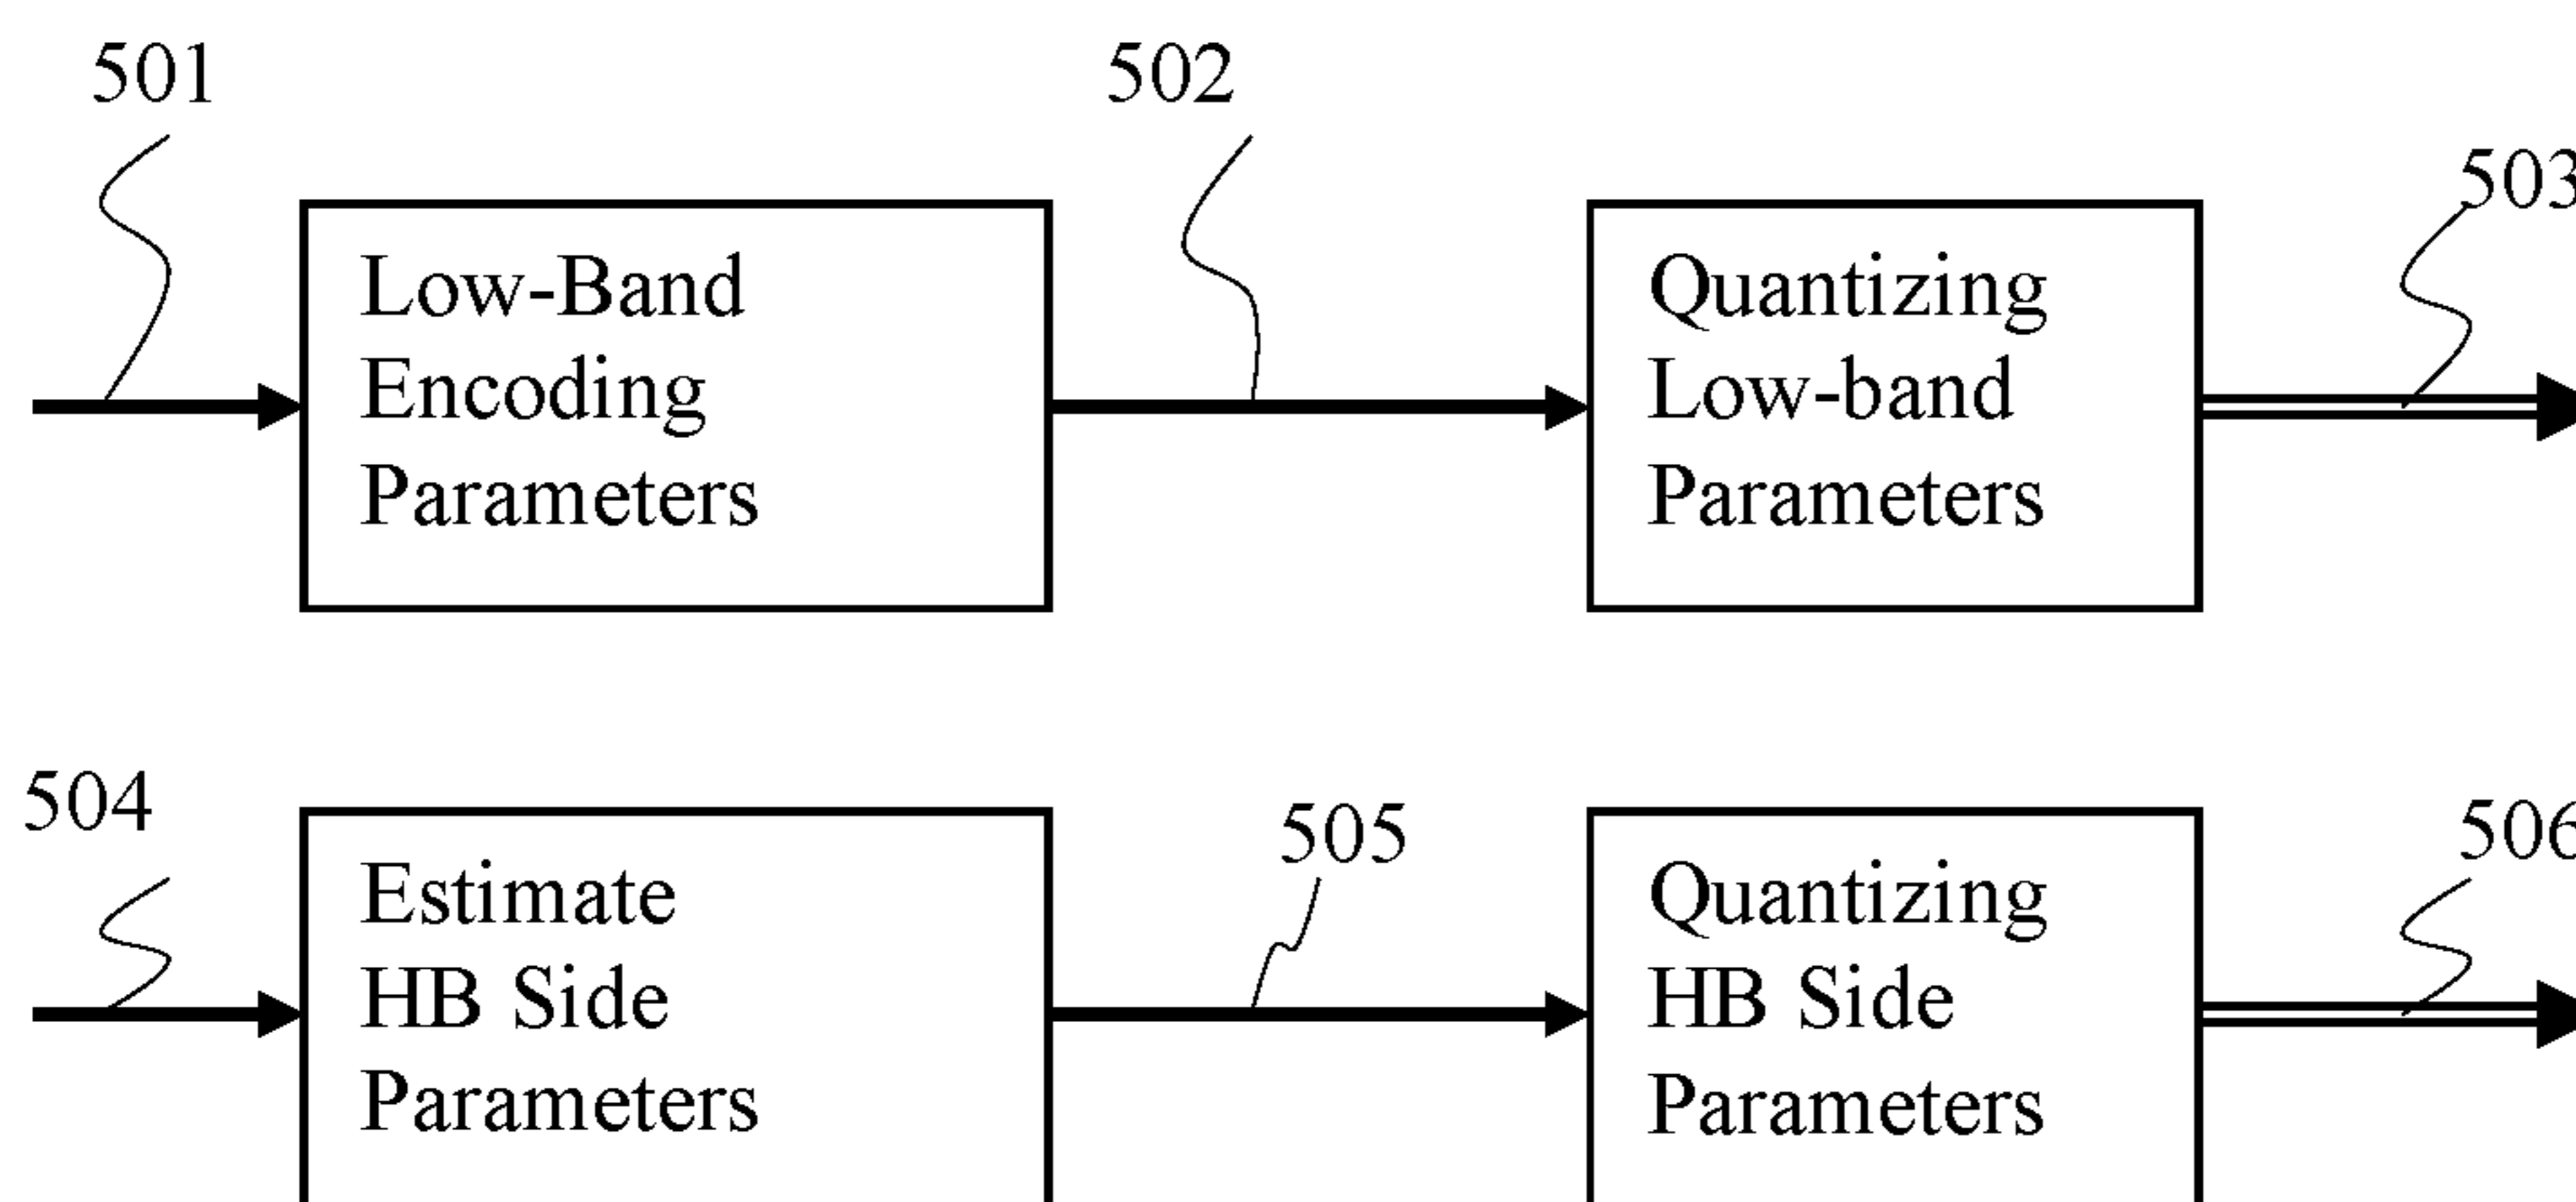 501
502
503
Low-Band
Encoding
Parameters
Quantizing
Low-band
Parameters
504
505
506
Estimate
HB Side
Parameters
Quantizing
HB Side
Parameters